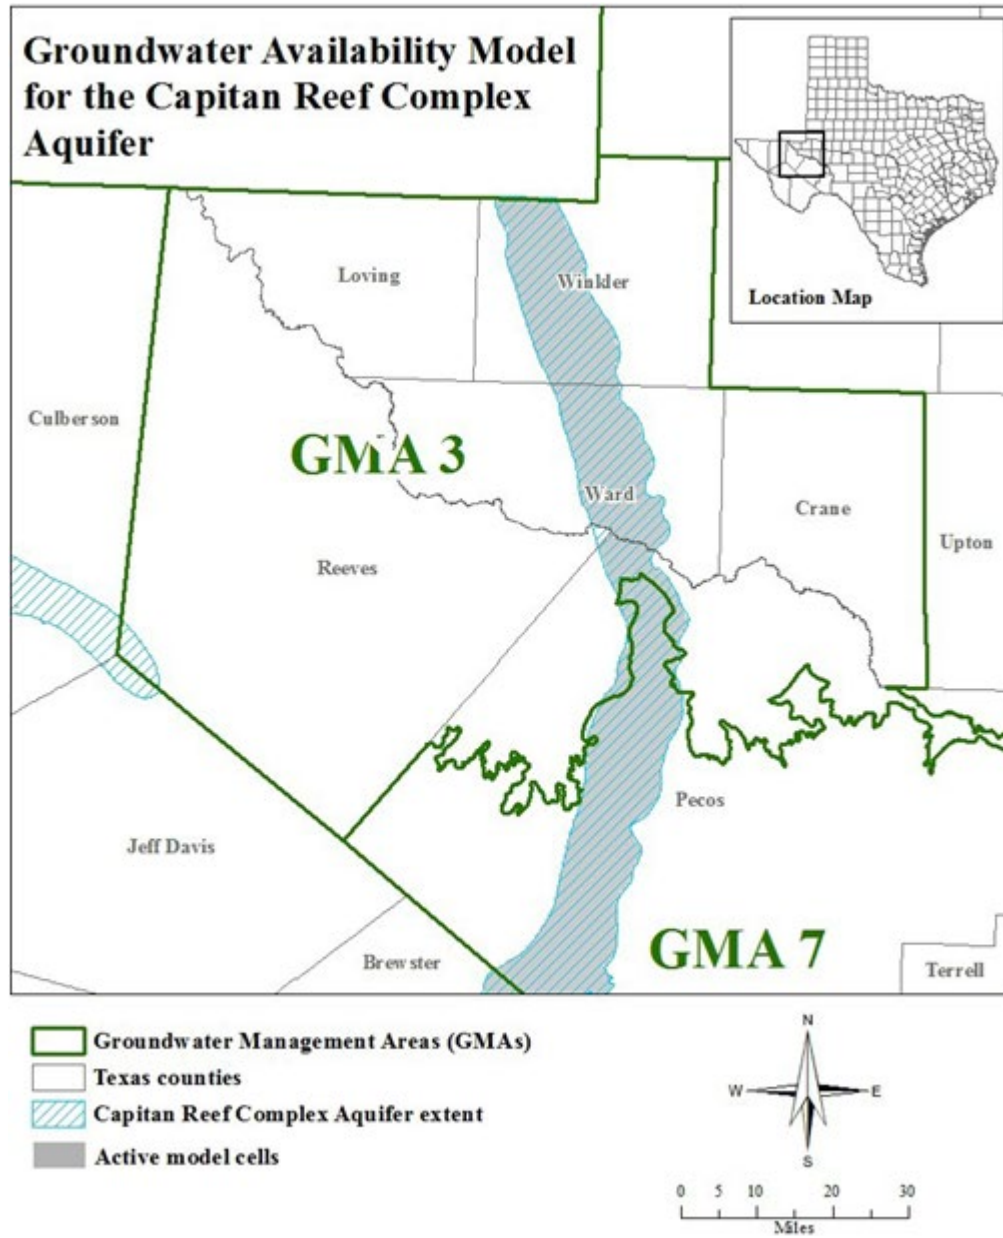 Groundwater Availability Model
for the Capitan Reef Complex
Aquifer
Location Map
Loving
Winkler
Culberson
GMA 3
Ward
Crane
Upton
Reeves
Pecos
Jeff Davis
GMA 7
Brewster
Terrell
Groundwater Management Areas (GMAs)
Texas counties
Capitan Reef Complex Aquifer extent
Active model cells
N
W
E
S
0 5 10 20 30
Miles